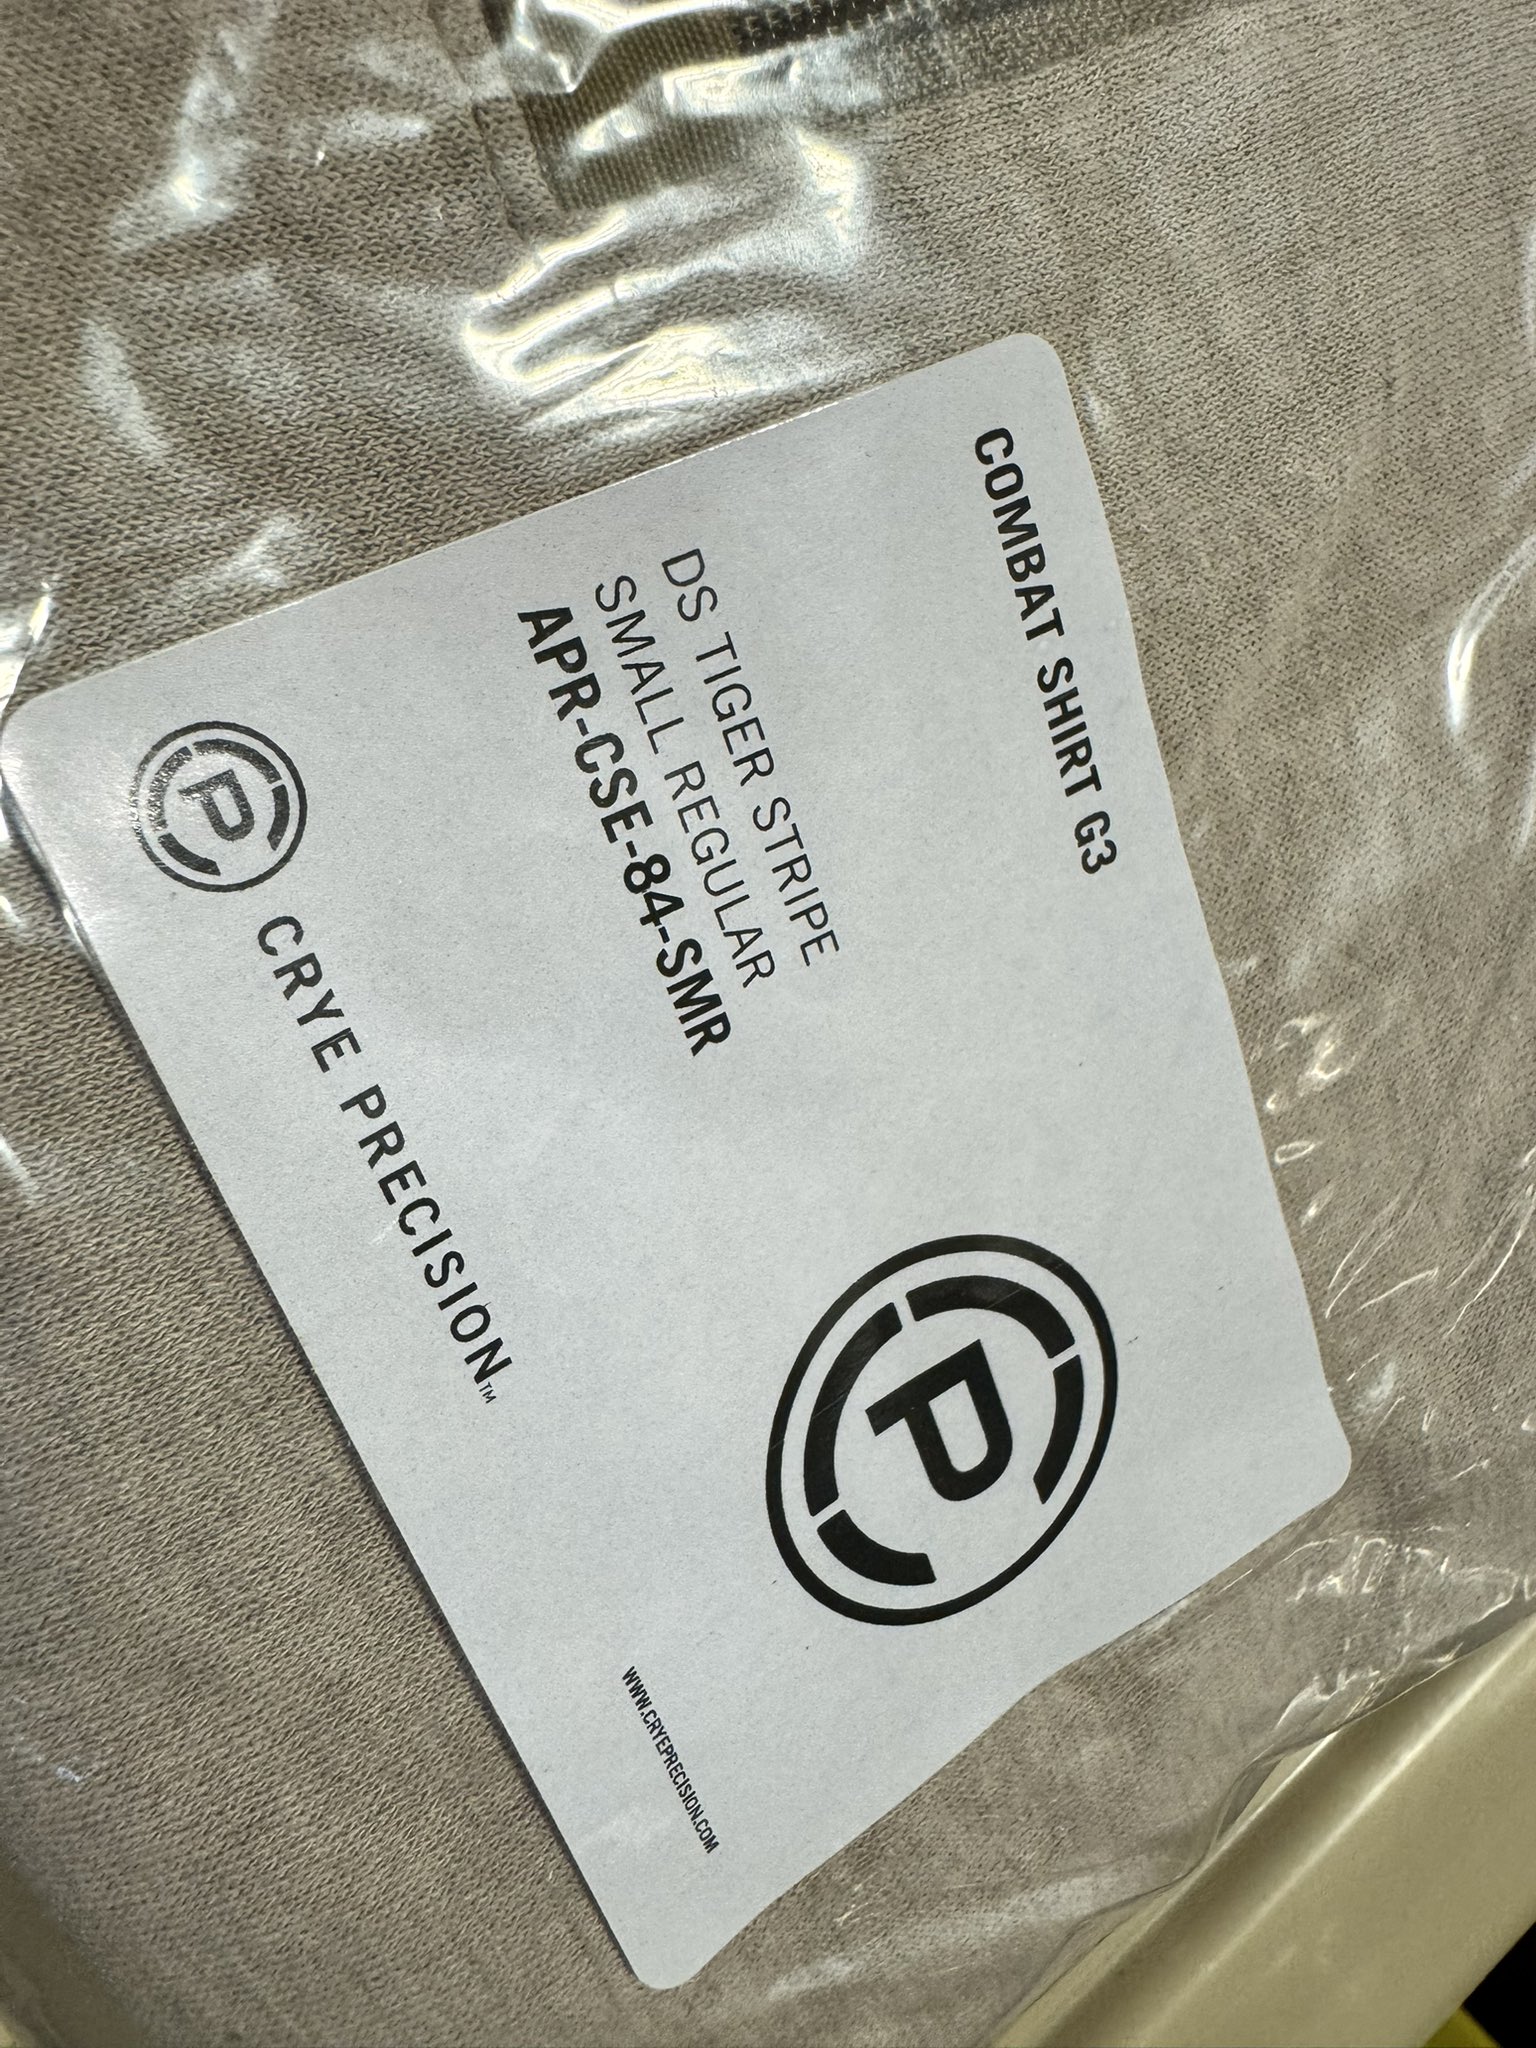 COMBAT SHIRT G3
DS TIGER STRIPE
SMALL REGULAR
APR-CSE-84-SMR
P
CRYE PRECISION™
P
WWW.CRYEPRECISION.COM